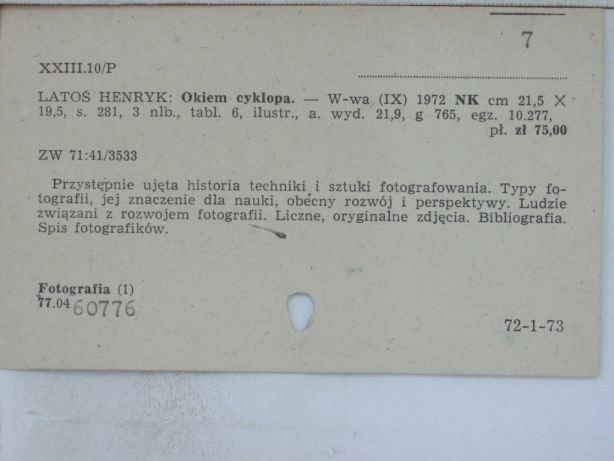 7
XXIII.10/P
LATOŚ HENRYK: Okiem cyklopa. — W-wa (IX) 1972 NK cm 21,5 ×
19,5, s. 281, 3 nlb., tabl. 6, ilustr., a. wyd. 21,9, g 765, egz. 10.277,
pł. zł 75,00
ZW 71:41/3533
Przystępnie ujęta historia techniki i sztuki fotografowania. Typy fo-
tografii, jej znaczenie dla nauki, obecny rozwój i perspektywy. Ludzie
związani z rozwojem fotografii. Liczne, oryginalne zdjęcia. Bibliografia.
Spis fotografików.
Fotografia (1)
77.04 60776
72-1-73